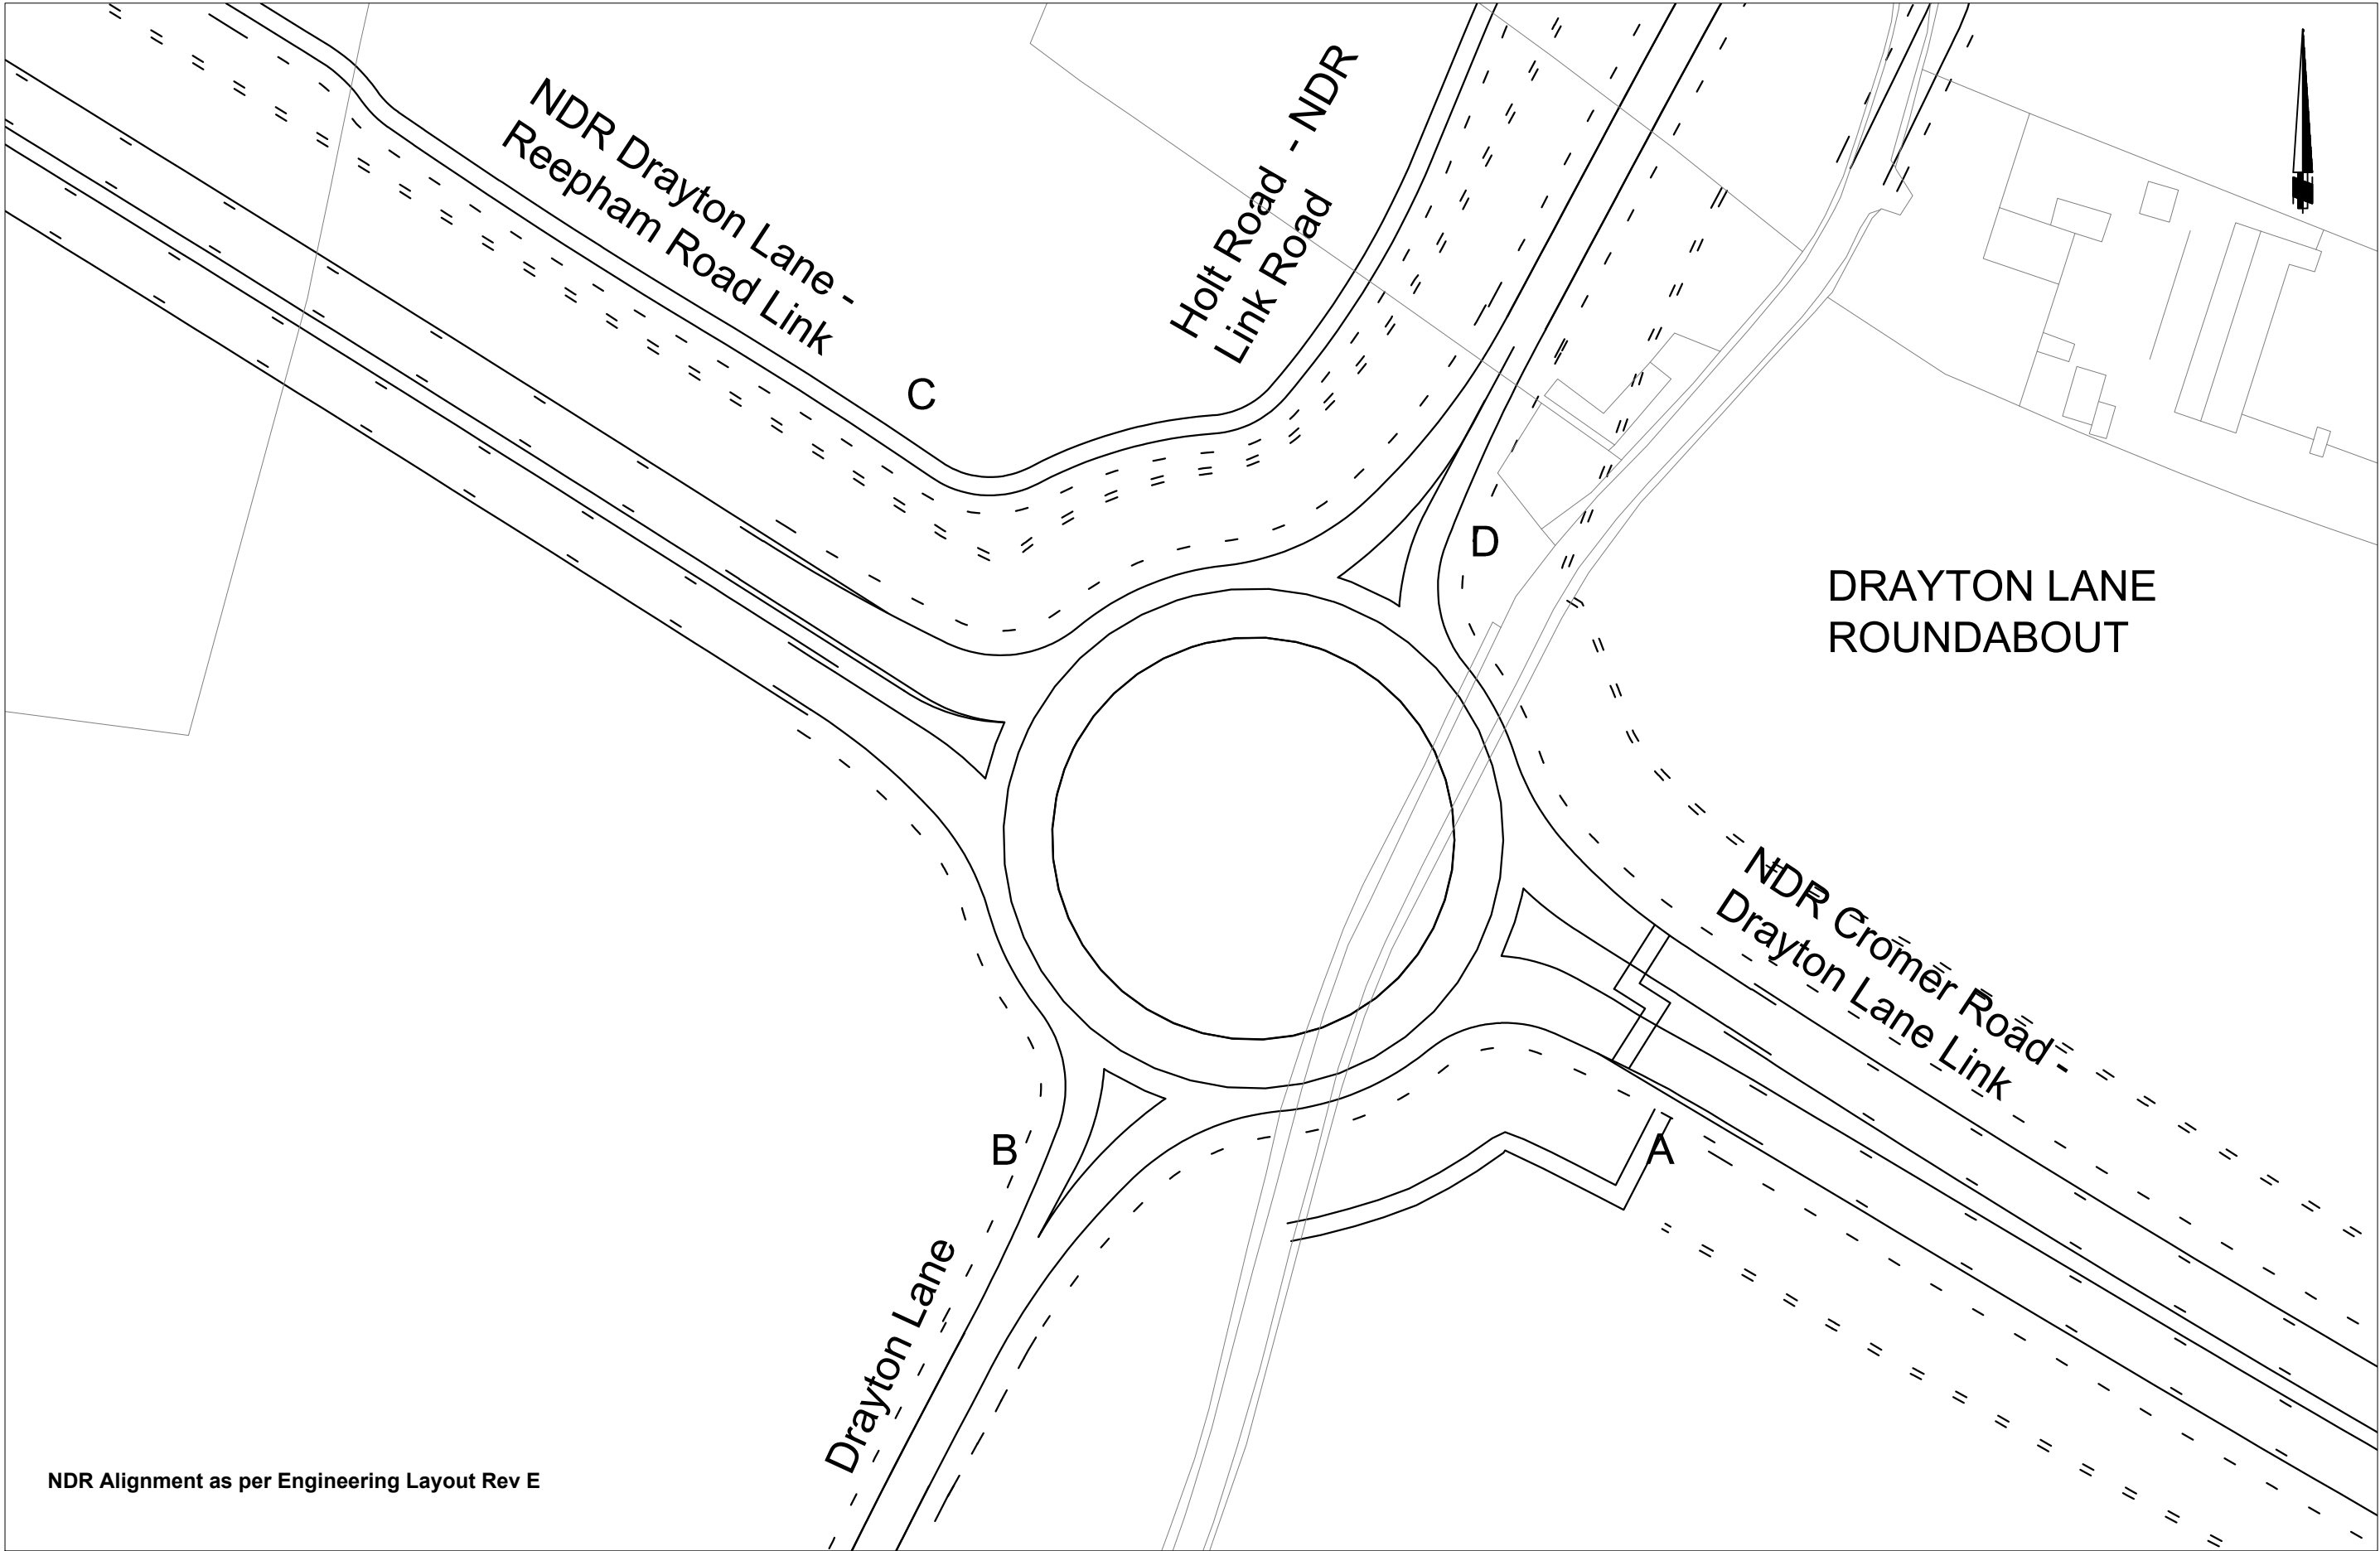 NDR Drayton Lane -
Reepham Road Link
Holt Road - NDR
Link Road
C
D
DRAYTON LANE
ROUNDABOUT
NDR Cromer Road -
Drayton Lane Link
B
A
Drayton Lane
NDR Alignment as per Engineering Layout Rev E